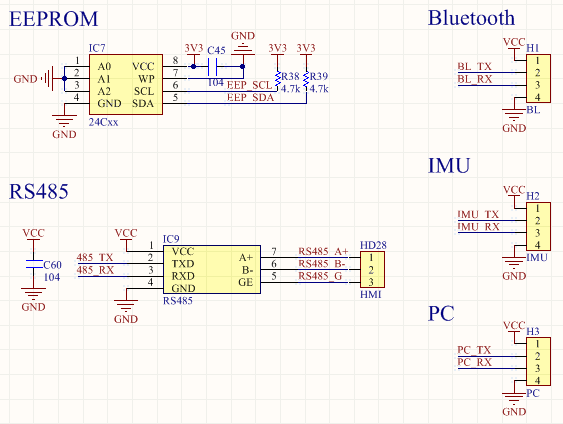 EEPROM
GND
IC7
3V3
C45
3V3
3V3
1
A0
VCC
8
2
A1
WP
7
104
R38
R39
GND
3
A2
SCL
6
EEP_SCL
4.7k
4.7k
4
GND
SDA
5
EEP_SDA
24Cxx
GND
Bluetooth
VCC
H1
1
BL_TX
2
BL_RX
3
4
BL
GND
RS485
VCC
C60
104
GND
VCC
IC9
1
VCC
485_TX
2
TXD
A+
7
RS485_A+
485_RX
3
RXD
B-
6
RS485_B-
4
GND
GE
5
RS485_G
RS485
GND
HD28
1
2
3
HMI
IMU
VCC
H2
1
IMU_TX
2
IMU_RX
3
4
IMU
GND
PC
VCC
H3
1
PC_TX
2
PC_RX
3
4
PC
GND